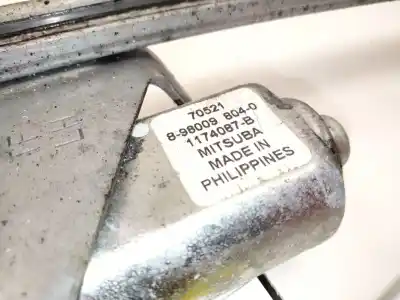 70521
8-98009 804-0
1174087-B
MITSUBA
MADE IN
PHILIPPINES